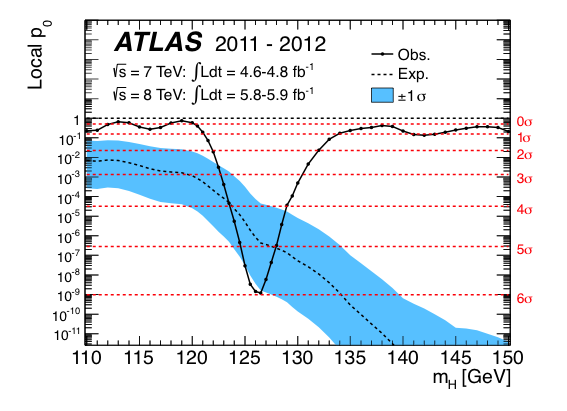 ATLAS 2011 - 2012
√s = 7 TeV: ∫Ldt = 4.6-4.8 fb⁻¹
√s = 8 TeV: ∫Ldt = 5.8-5.9 fb⁻¹
Obs.
Exp.
±1σ
Local p₀
1
10⁻¹
10⁻²
10⁻³
10⁻⁴
10⁻⁵
10⁻⁶
10⁻⁷
10⁻⁸
10⁻⁹
10⁻¹⁰
10⁻¹¹
0σ
1σ
2σ
3σ
4σ
5σ
6σ
110 115 120 125 130 135 140 145 150
m_H [GeV]